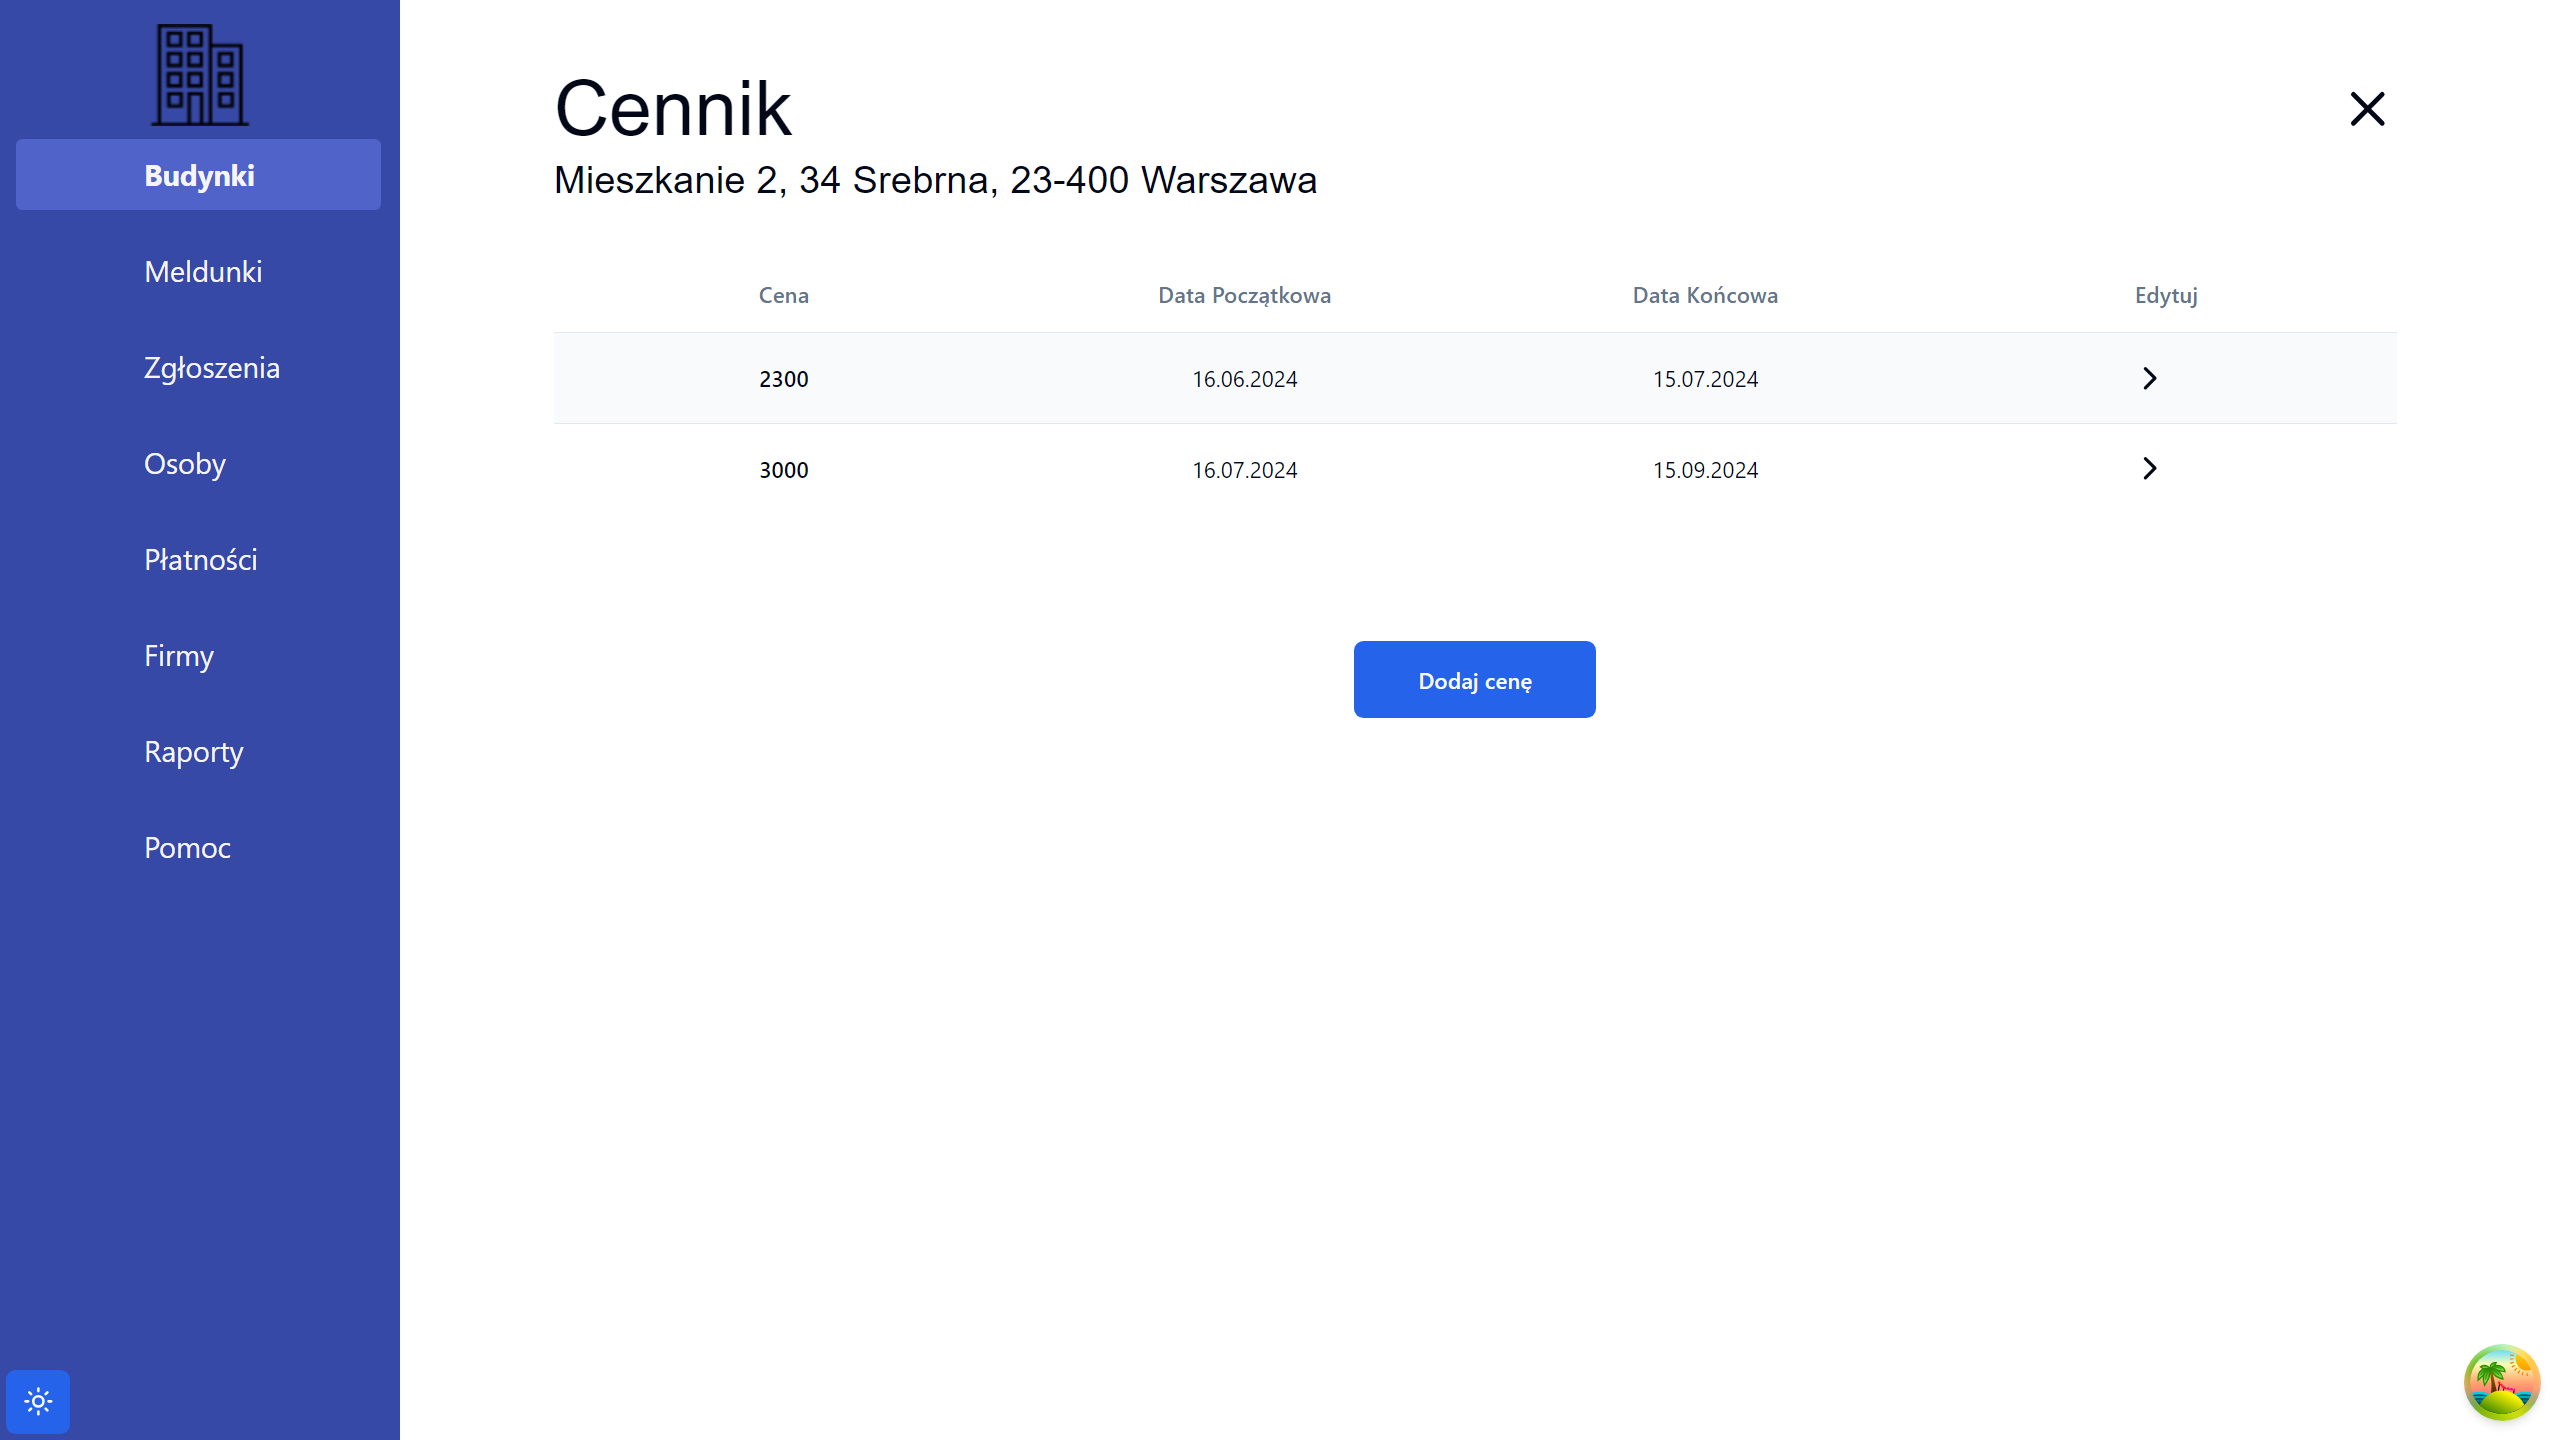 Budynki
Meldunki
Zgłoszenia
Osoby
Płatności
Firmy
Raporty
Pomoc
Cennik
Mieszkanie 2, 34 Srebrna, 23-400 Warszawa
Cena Data Początkowa Data Końcowa Edytuj
2300 16.06.2024 15.07.2024
3000 16.07.2024 15.09.2024
Dodaj cenę